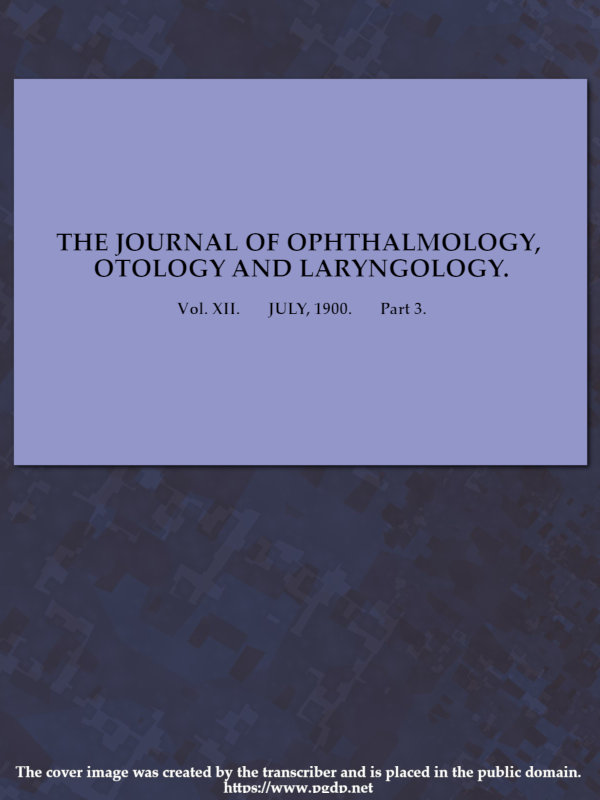 THE JOURNAL OF OPHTHALMOLOGY,
OTOLOGY AND LARYNGOLOGY.
Vol. XII. JULY, 1900. Part 3.
The cover image was created by the transcriber and is placed in the public domain.
https://www.pgdp.net